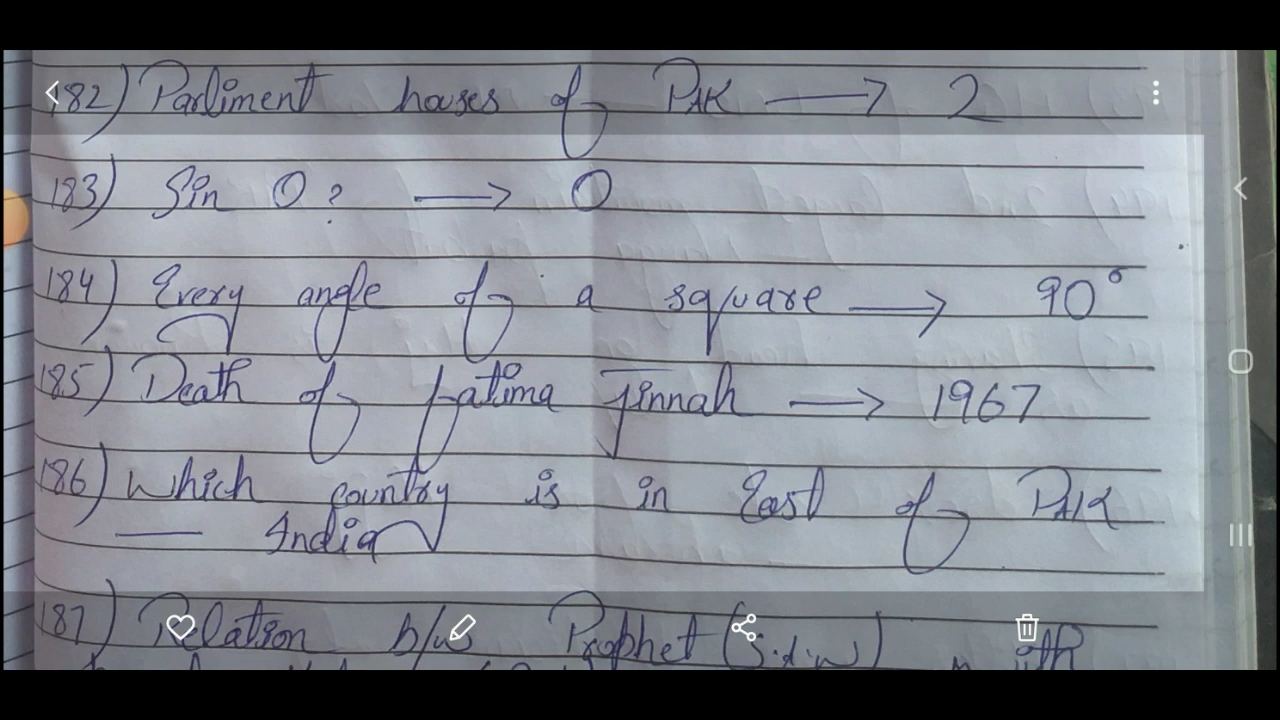 182) Parliment houses of PAK → 2
183) Sin 0? → 0
184) Every angle of a square → 90°
185) Death of fatima Jinnah → 1967
186) Which country is in East of PAK
— India
187) Relation b/w Prophet (S.d.w) with